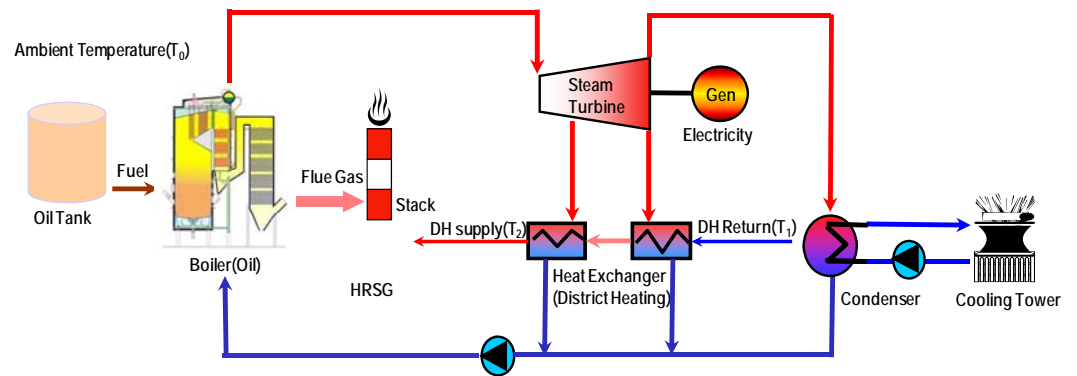 Ambient Temperature(T₀)
Steam
Turbine
Gen
Electricity
Fuel
Oil Tank
Flue Gas
Stack
Boiler(Oil)
DH supply(T₂)
DH Return(T₁)
HRSG
Heat Exchanger
(District Heating)
Condenser
Cooling Tower